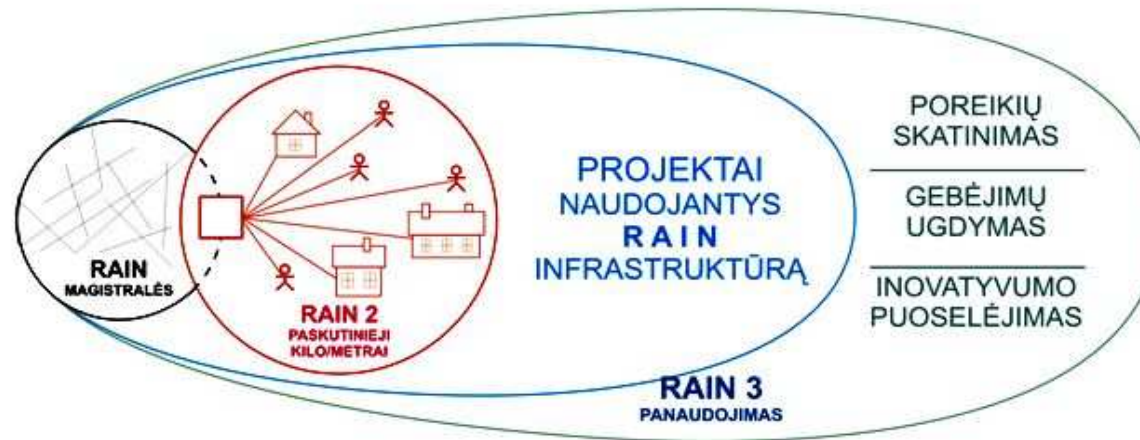 RAIN
MAGISTRALĖS
RAIN 2
PASKUTINIEJI
KILO/METRAI
PROJEKTAI
NAUDOJANTYS
RAIN
INFRASTRUKTŪRĄ
POREIKIŲ
SKATINIMAS
GEBĖJIMŲ
UGDYMAS
INOVATYVUMO
PUOSELĖJIMAS
RAIN 3
PANAUDOJIMAS